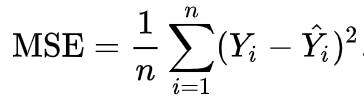 MSE = \frac{1}{n} \sum_{i=1}^{n} (Y_i - \hat{Y}_i)^2.